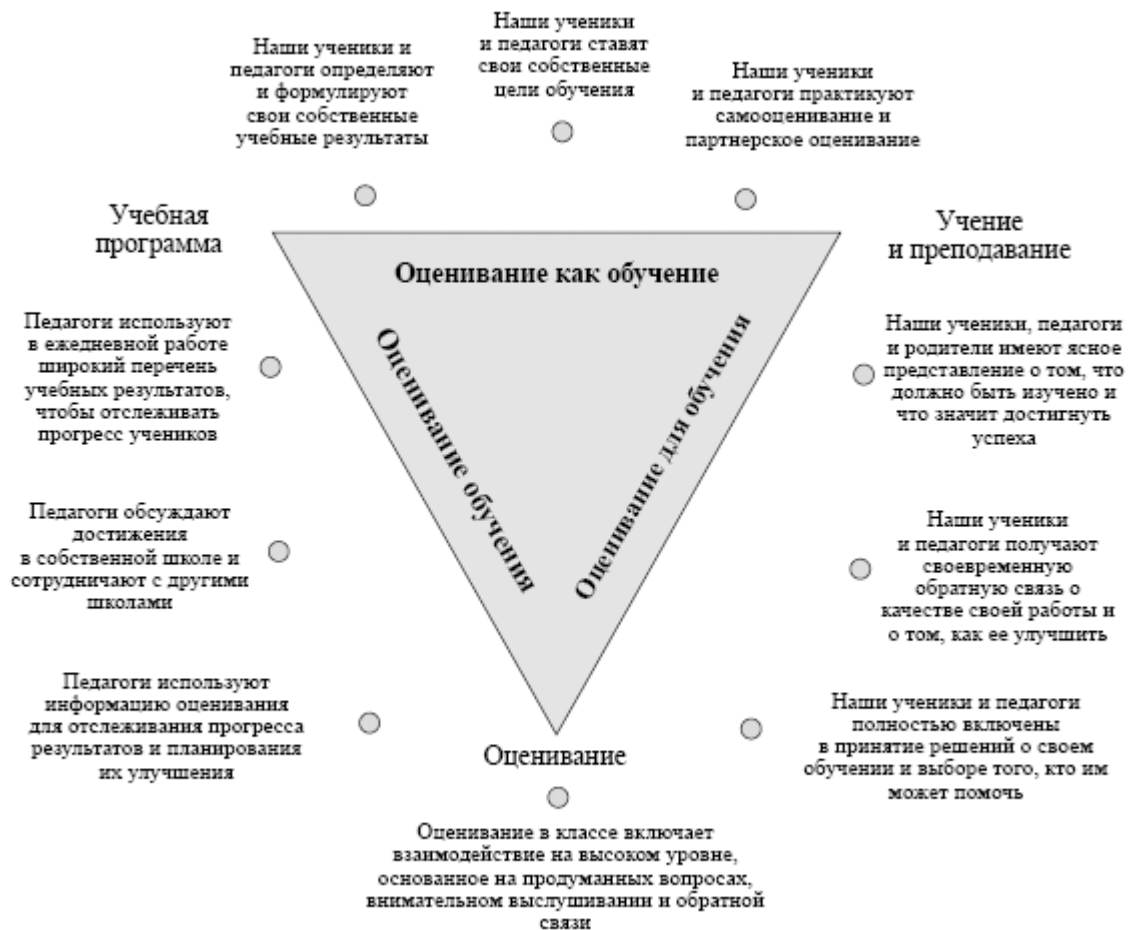 Наши ученики и
педагоги определяют
и формулируют
свои собственные
учебные результаты
Наши ученики
и педагоги ставят
свои собственные
цели обучения
Наши ученики
и педагоги практикуют
самооценивание и
партнерское оценивание
Учебная
программа
Учение
и преподавание
Оценивание как обучение
Оценивание обучения
Оценивание для обучения
Педагоги используют
в ежедневной работе
широкий перечень
учебных результатов,
чтобы отслеживать
прогресс учеников
Наши ученики, педагоги
и родители имеют ясное
представление о том, что
должно быть изучено и
что значит достигнуть
успеха
Педагоги обсуждают
достижения
в собственной школе и
сотрудничают с другими
школами
Наши ученики
и педагоги получают
своевременную
обратную связь о
качестве своей работы и
о том, как ее улучшить
Педагоги используют
информацию оценивания
для отслеживания прогресса
результатов и планирования
их улучшения
Наши ученики и педагоги
полностью включены
в принятие решений о своем
обучении и выборе того, кто им
может помочь
Оценивание
Оценивание в классе включает
взаимодействие на высоком уровне,
основанное на продуманных вопросах,
внимательном выслушивании и обратной
связи